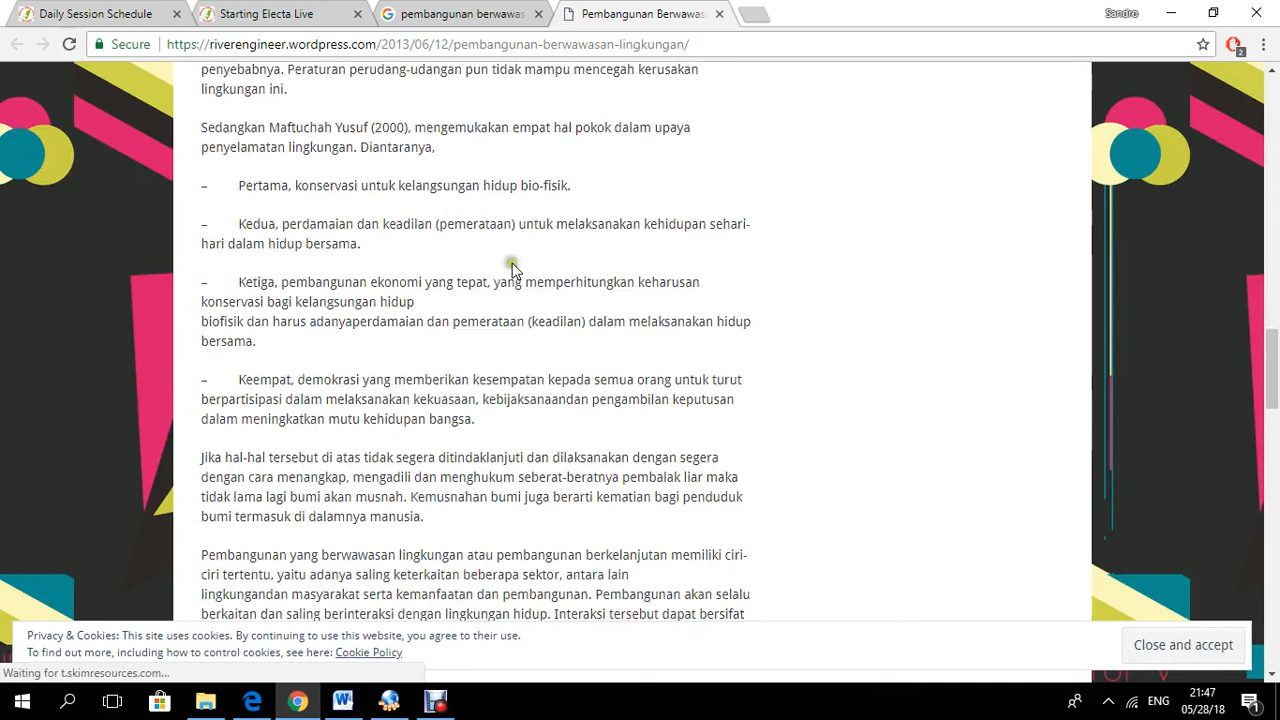 Daily Session Schedule
Starting Electa Live
pembangunan berwawas
Pembangunan Berwawas
Sandro
Secure
https://riverengineer.wordpress.com/2013/06/12/pembangunan-berwawasan-lingkungan/
2
penyebabnya. Peraturan perudang-udangan pun tidak mampu mencegah kerusakan
lingkungan ini.
Sedangkan Maftuchah Yusuf (2000), mengemukakan empat hal pokok dalam upaya
penyelamatan lingkungan. Diantaranya,
– Pertama, konservasi untuk kelangsungan hidup bio-fisik.
– Kedua, perdamaian dan keadilan (pemerataan) untuk melaksanakan kehidupan sehari-
hari dalam hidup bersama.
– Ketiga, pembangunan ekonomi yang tepat, yang memperhitungkan keharusan
konservasi bagi kelangsungan hidup
biofisik dan harus adanyaperdamaian dan pemerataan (keadilan) dalam melaksanakan hidup
bersama.
– Keempat, demokrasi yang memberikan kesempatan kepada semua orang untuk turut
berpartisipasi dalam melaksanakan kekuasaan, kebijaksanaandan pengambilan keputusan
dalam meningkatkan mutu kehidupan bangsa.
Jika hal-hal tersebut di atas tidak segera ditindaklanjuti dan dilaksanakan dengan segera
dengan cara menangkap, mengadili dan menghukum seberat-beratnya pembalak liar maka
tidak lama lagi bumi akan musnah. Kemusnahan bumi juga berarti kematian bagi penduduk
bumi termasuk di dalamnya manusia.
Pembangunan yang berwawasan lingkungan atau pembangunan berkelanjutan memiliki ciri-
ciri tertentu, yaitu adanya saling keterkaitan beberapa sektor, antara lain
lingkungandan masyarakat serta kemanfaatan dan pembangunan. Pembangunan akan selalu
berkaitan dan saling berinteraksi dengan lingkungan hidup. Interaksi tersebut dapat bersifat
Privacy & Cookies: This site uses cookies. By continuing to use this website, you agree to their use.
To find out more, including how to control cookies, see here: Cookie Policy
Close and accept
Waiting for t.skimresources.com...
ENG
21:47
05/28/18
1